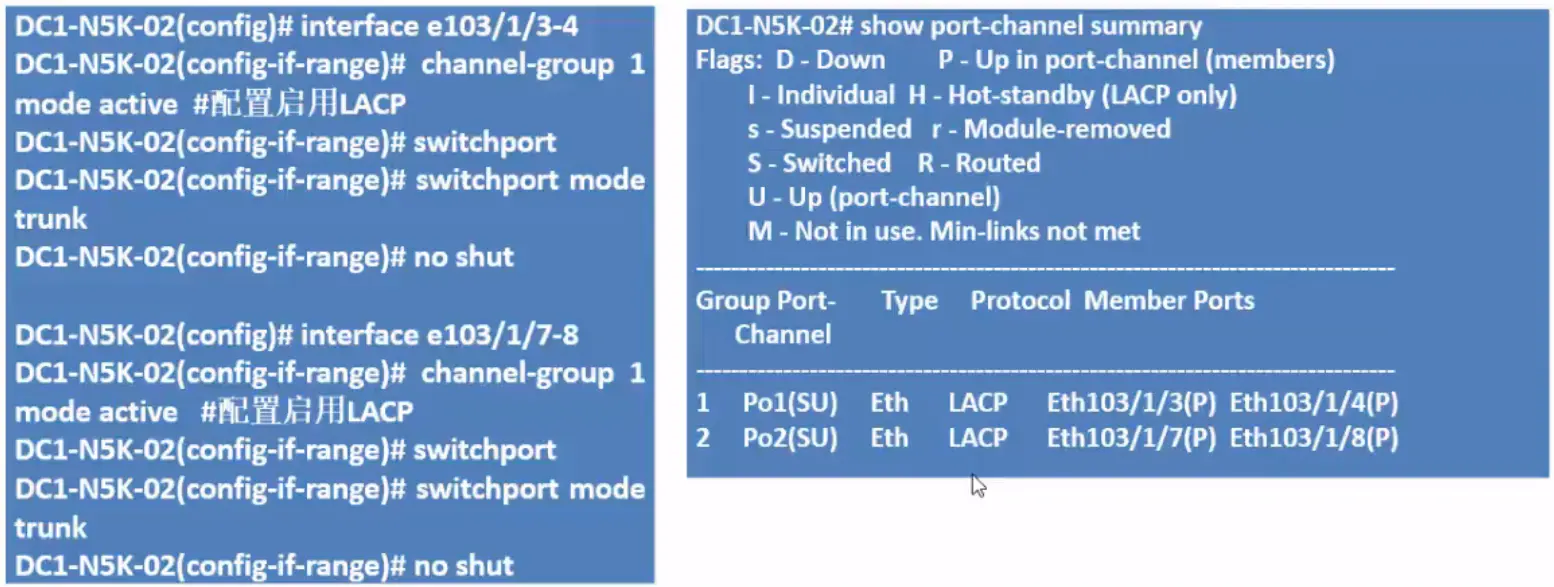 DC1-N5K-02(config)# interface e103/1/3-4
DC1-N5K-02(config-if-range)# channel-group 1
mode active #配置启用LACP
DC1-N5K-02(config-if-range)# switchport
DC1-N5K-02(config-if-range)# switchport mode
trunk
DC1-N5K-02(config-if-range)# no shut
DC1-N5K-02(config)# interface e103/1/7-8
DC1-N5K-02(config-if-range)# channel-group 1
mode active #配置启用LACP
DC1-N5K-02(config-if-range)# switchport
DC1-N5K-02(config-if-range)# switchport mode
trunk
DC1-N5K-02(config-if-range)# no shut
DC1-N5K-02# show port-channel summary
Flags: D - Down P - Up in port-channel (members)
I - Individual H - Hot-standby (LACP only)
s - Suspended r - Module-removed
S - Switched R - Routed
U - Up (port-channel)
M - Not in use. Min-links not met
--------------------------------------------------------------------------------
Group Port- Type Protocol Member Ports
Channel
--------------------------------------------------------------------------------
1 Po1(SU) Eth LACP Eth103/1/3(P) Eth103/1/4(P)
2 Po2(SU) Eth LACP Eth103/1/7(P) Eth103/1/8(P)